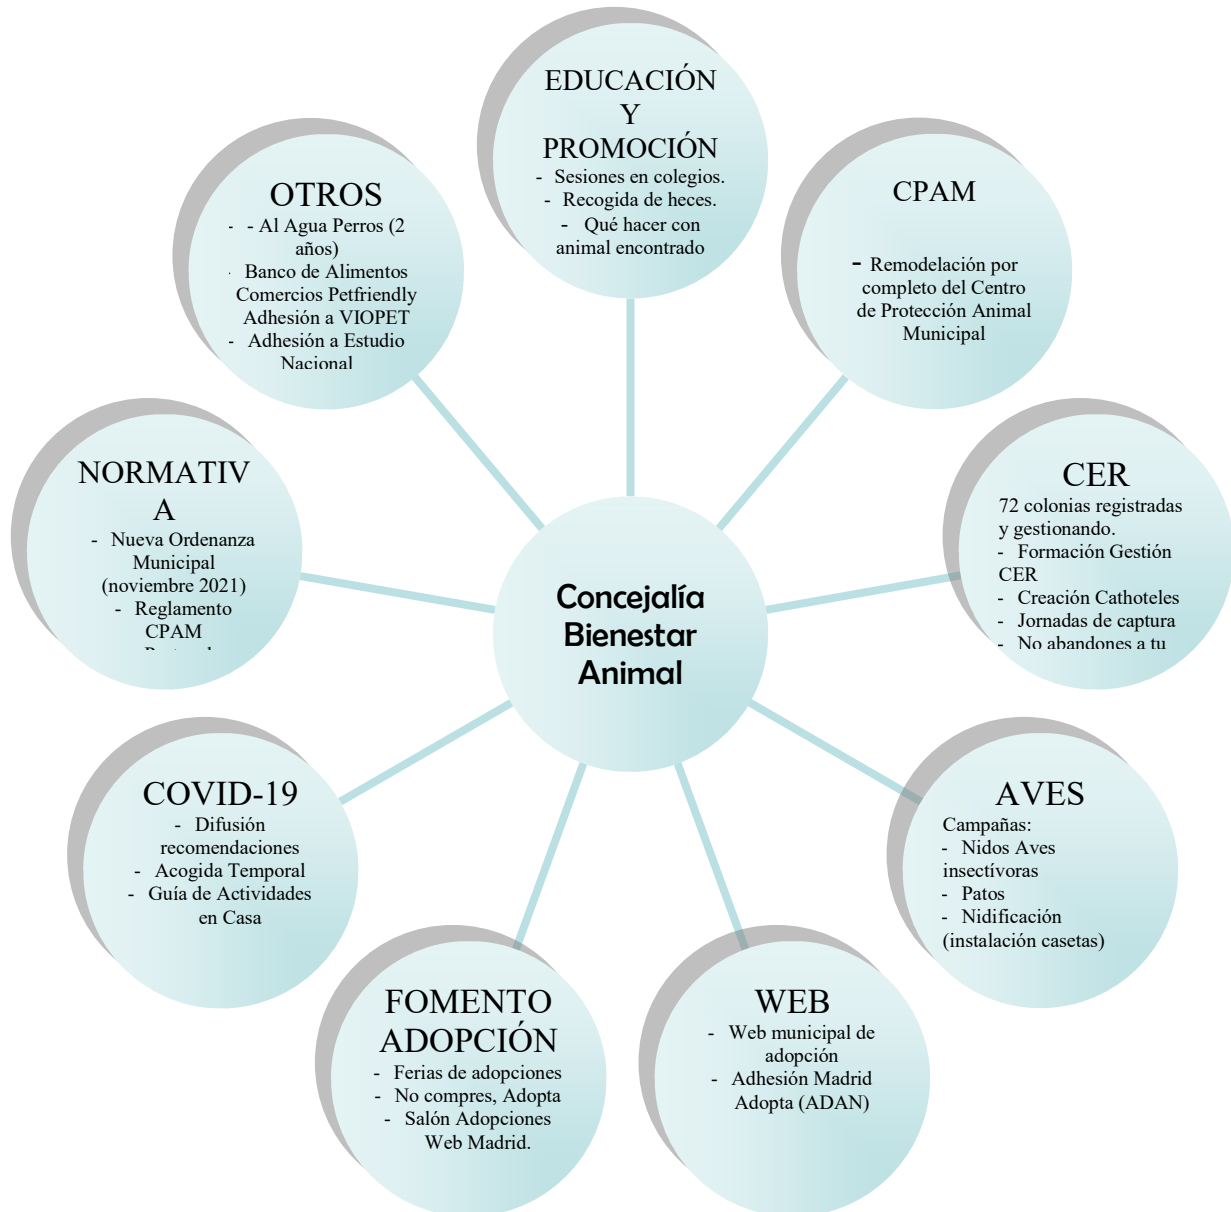 EDUCACIÓN
Y
PROMOCIÓN
- Sesiones en colegios.
- Recogida de heces.
- Qué hacer con
animal encontrado
CPAM
- Remodelación por
completo del Centro
de Protección Animal
Municipal
CER
72 colonias registradas
y gestionando.
- Formación Gestión
CER
- Creación Cathoteles
- Jornadas de captura
- No abandones a tu
AVES
Campañas:
- Nidos Aves
insectívoras
- Patos
- Nidificación
(instalación casetas)
WEB
- Web municipal de
adopción
- Adhesión Madrid
Adopta (ADAN)
FOMENTO
ADOPCIÓN
- Ferias de adopciones
- No compres, Adopta
- Salón Adopciones
Web Madrid.
COVID-19
- Difusión
recomendaciones
- Acogida Temporal
- Guía de Actividades
en Casa
NORMATIV
A
- Nueva Ordenanza
Municipal
(noviembre 2021)
- Reglamento
CPAM
OTROS
- - Al Agua Perros (2
años)
- Banco de Alimentos
Comercios Petfriendly
Adhesión a VIOPET
- Adhesión a Estudio
Nacional
Concejalía
Bienestar
Animal